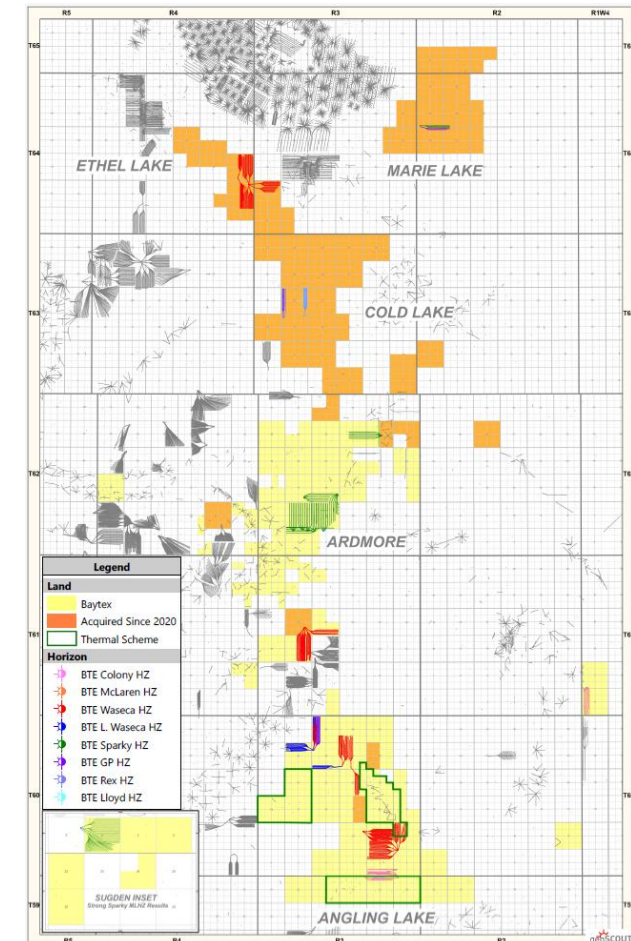 R5 R4 R3 R2 R1W4
T65
T64
ETHEL LAKE
MARIE LAKE
T63
COLD LAKE
T62
ARDMORE
Legend
Land
Baytex
Acquired Since 2020
Thermal Scheme
Horizon
BTE Colony HZ
BTE McLaren HZ
BTE Waseca HZ
BTE L. Waseca HZ
BTE Sparky HZ
BTE GP HZ
BTE Rex HZ
BTE Lloyd HZ
T61
T60
SUGDEN INSET
Strong Sparky MLHZ Results
T59
ANGLING LAKE